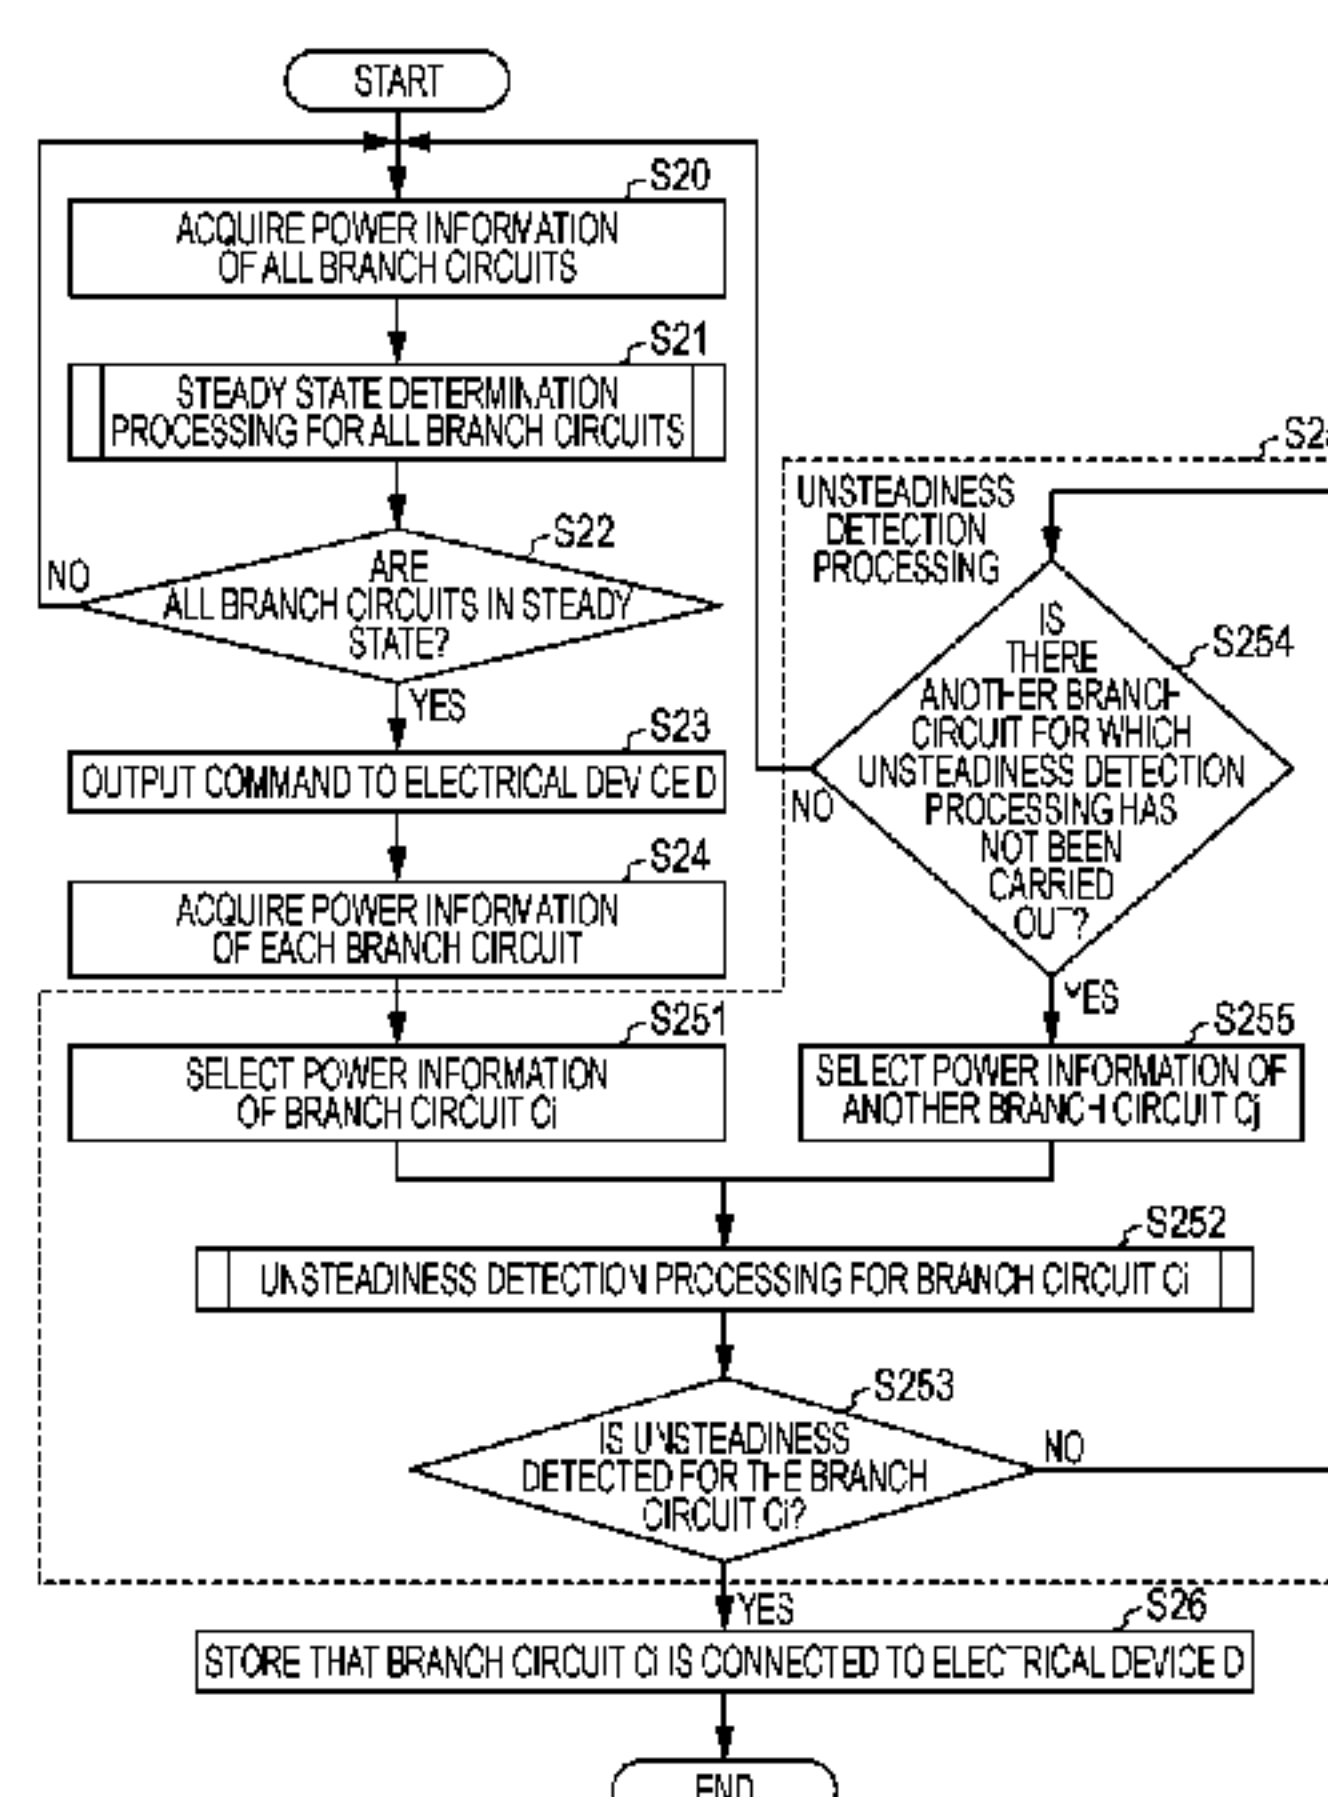 START
S20
ACQUIRE POWER INFORMATION
OF ALL BRANCH CIRCUITS
S21
STEADY STATE DETERMINATION
PROCESSING FOR ALL BRANCH CIRCUITS
S22
ARE
ALL BRANCH CIRCUITS IN STEADY
STATE?
NO
YES
S23
OUTPUT COMMAND TO ELECTRICAL DEVICE D
S24
ACQUIRE POWER INFORMATION
OF EACH BRANCH CIRCUIT
S251
SELECT POWER INFORMATION
OF BRANCH CIRCUIT Ci
UNSTEADINESS
DETECTION
PROCESSING
IS
THERE
ANOTHER BRANCH
CIRCUIT FOR WHICH
UNSTEADINESS DETECTION
PROCESSING HAS
NOT BEEN
CARRIED
OUT?
S254
NO
YES
S255
SELECT POWER INFORMATION OF
ANOTHER BRANCH CIRCUIT Cj
S252
UNSTEADINESS DETECTION PROCESSING FOR BRANCH CIRCUIT Ci
S253
IS UNSTEADINESS
DETECTED FOR THE BRANCH
CIRCUIT Ci?
NO
YES
S26
STORE THAT BRANCH CIRCUIT Ci IS CONNECTED TO ELECTRICAL DEVICE D
END